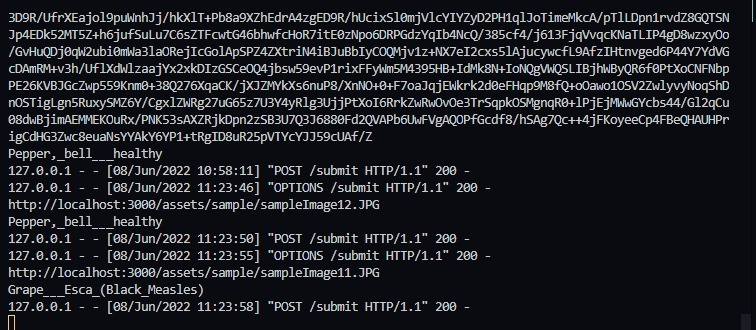 3D9R/UfrXEajol9puWnhJj/hkXlT+Pb8a9XZhEdrA4zgED9R/hUcixSl0mjVlcYIYZyD2PH1qlJoTimeMkcA/pTlLDpn1rvdZ8GQTSN
Jp4EDk52MT5Z+h6jufSuLu7C6sZTFcwtG46bhwfcHoR7itE0zNpo6DRPGdzYqIb4NcQ/385cf4/j613FjqVvqcKNaTLIP4gD8wzxyOo
/GvHuQDj0qW2ubi0mWa3laORejIcGolApSPZ4ZXtriN4iBJuBbIyCOQMjv1z+NX7eI2cxs5lAjucywcfL9AfzIHtnvged6P44Y7YdVG
cDAmRM+v3h/UflXdWlzaajYx2xkDIzGSCeOQ4jbsw59evP1rixFFyWm5M4395HB+IdMk8N+IoNQgVWQSLIBjhWByQR6f0PtXoCNFNbp
PE26KVBJGcZwp559Knm0+38Q276XqaCK/jXJZMYkXs6nuP8/XnNO+0+F7oaJqjEWkrk2d0eFHqp9M8fQ+oOawo1OSV2ZwlyvyNoqShD
nOSTigLgn5RuxySMZ6Y/CgxlZWRg27uG65z7U3Y4yRlg3UjjPtXoI6RrkZwRwOvOe3TrSqpkOSMgnqR0+lPjEjMWwGYcbs44/Gl2qCu
08dwBjimAEMMEKOuRx/PNK53sAXZRjkDpn2zSB3U7Q3J6880Fd2QVAPb6UwFVgAQOPfGcdf8/hSAg7Qc++4jFKoyeeCp4FBeQHAUHPr
igCdHG3Zwc8euaNsYYAkY6YP1+tRgID8uR25pVTYcYJJ59cUAf/Z
Pepper,_bell___healthy
127.0.0.1 - - [08/Jun/2022 10:58:11] "POST /submit HTTP/1.1" 200 -
127.0.0.1 - - [08/Jun/2022 11:23:46] "OPTIONS /submit HTTP/1.1" 200 -
http://localhost:3000/assets/sample/sampleImage12.JPG
Pepper,_bell___healthy
127.0.0.1 - - [08/Jun/2022 11:23:50] "POST /submit HTTP/1.1" 200 -
127.0.0.1 - - [08/Jun/2022 11:23:55] "OPTIONS /submit HTTP/1.1" 200 -
http://localhost:3000/assets/sample/sampleImage11.JPG
Grape___Esca_(Black_Measles)
127.0.0.1 - - [08/Jun/2022 11:23:58] "POST /submit HTTP/1.1" 200 -